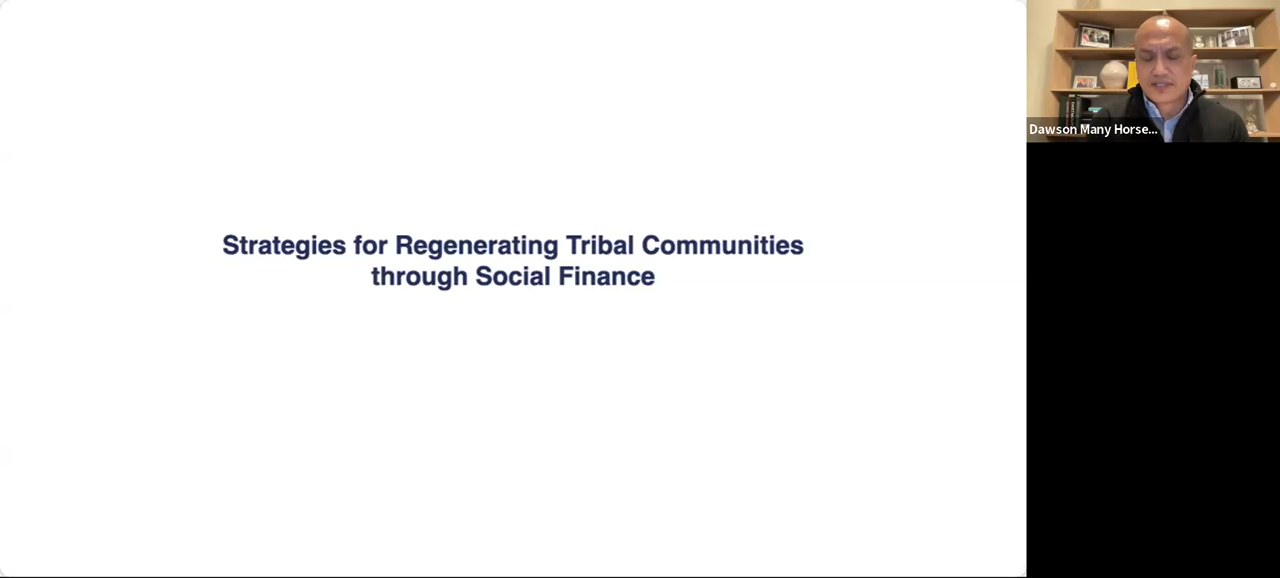 Strategies for Regenerating Tribal Communities
through Social Finance
Dawson Many Horse...